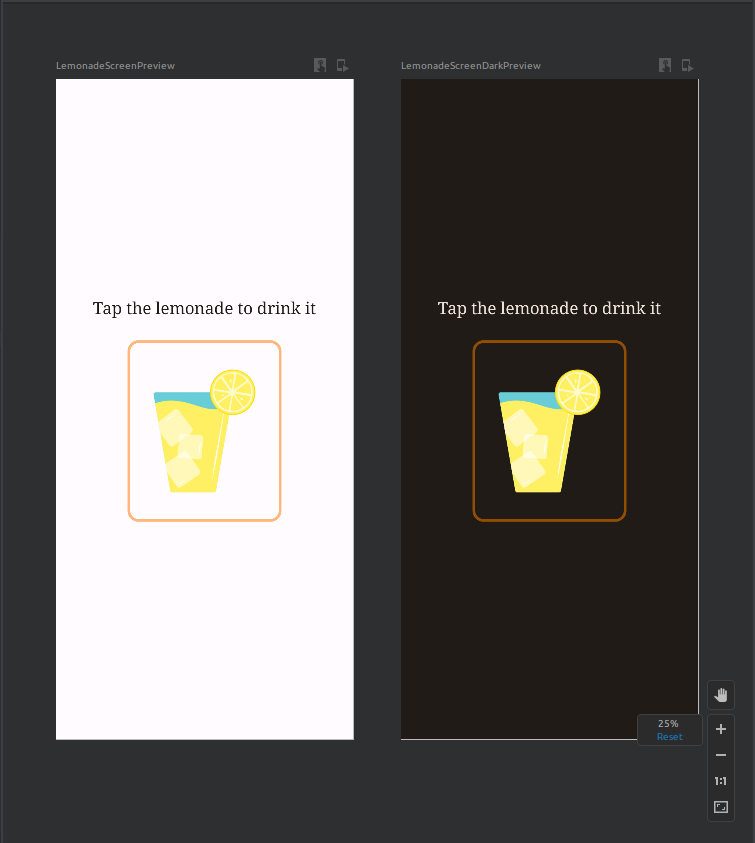 LemonadeScreenPreview
LemonadeScreenDarkPreview
Tap the lemonade to drink it
Tap the lemonade to drink it
25%
Reset
1:1